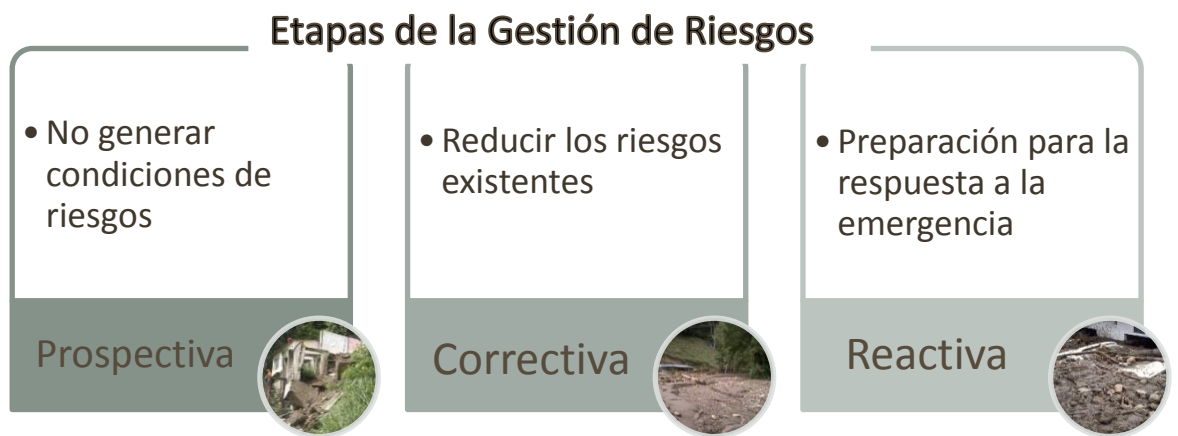 Etapas de la Gestión de Riesgos
• No generar
condiciones de
riesgos
Prospectiva
• Reducir los riesgos
existentes
Correctiva
• Preparación para la
respuesta a la
emergencia
Reactiva